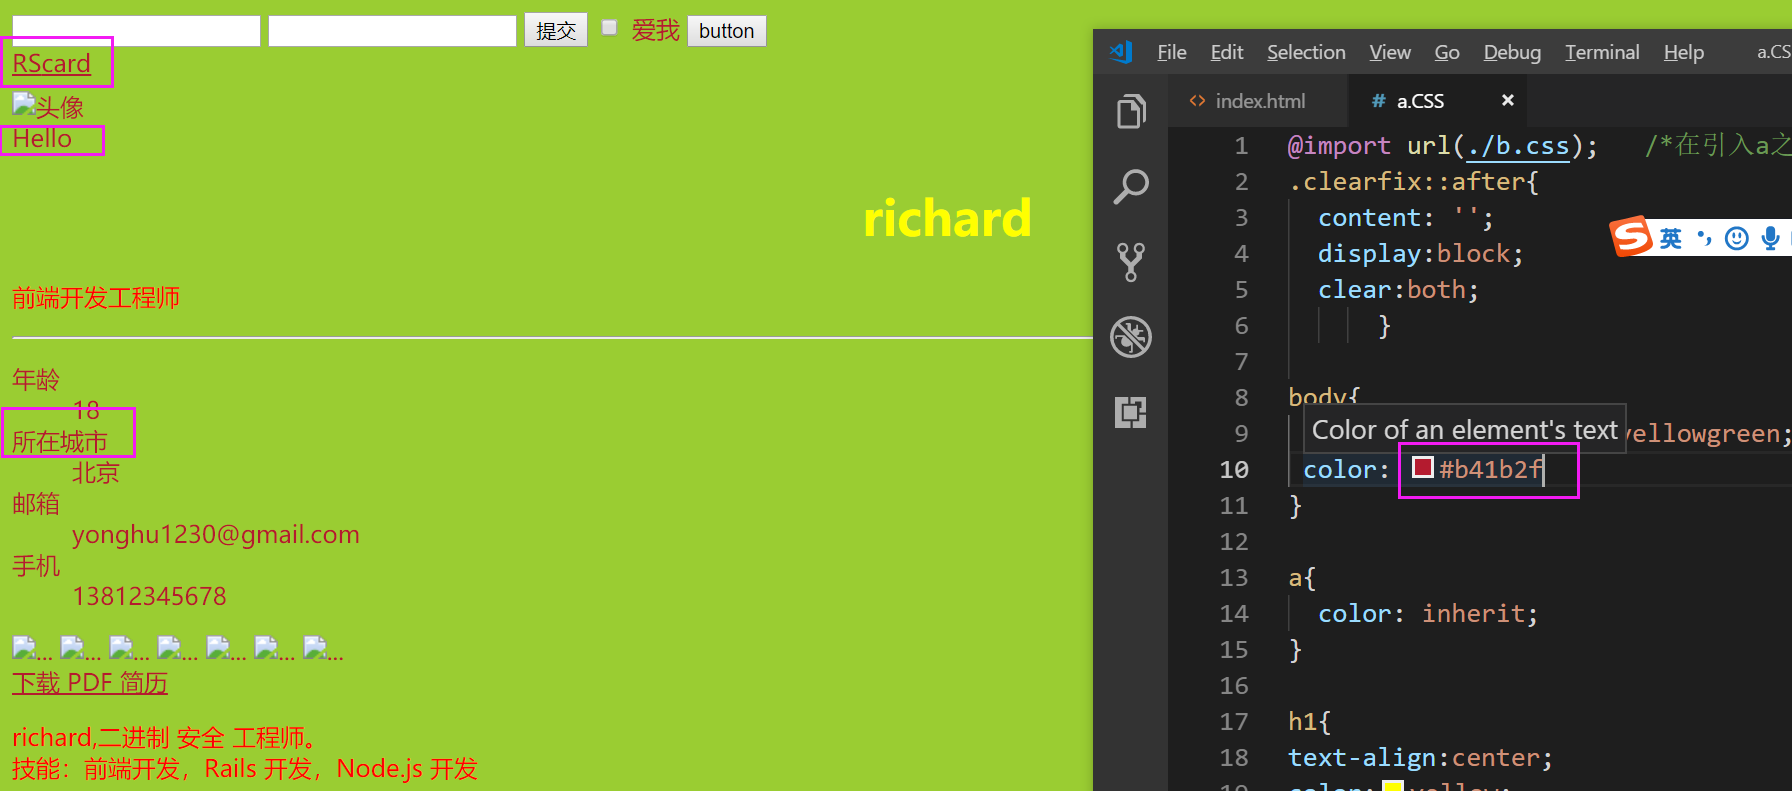 提交 爱我 button
RScard
头像
Hello
richard
前端开发工程师
年龄
18
所在城市
北京
邮箱
yonghu1230@gmail.com
手机
13812345678
... ... ... ... ... ... ...
下载 PDF 简历
richard,二进制 安全 工程师。
技能：前端开发，Rails 开发，Node.js 开发
File Edit Selection View Go Debug Terminal Help a.CS
<> index.html # a.CSS ×
1 @import url(./b.css); /*在引入a之
2 .clearfix::after{
3 content: '';
4 display:block;
5 clear:both;
6 }
7
8 body{
Color of an element's text
9 yellowgreen;
10 color: #b41b2f
11 }
12
13 a{
14 color: inherit;
15 }
16
17 h1{
18 text-align:center;
19 color: yellow;
英